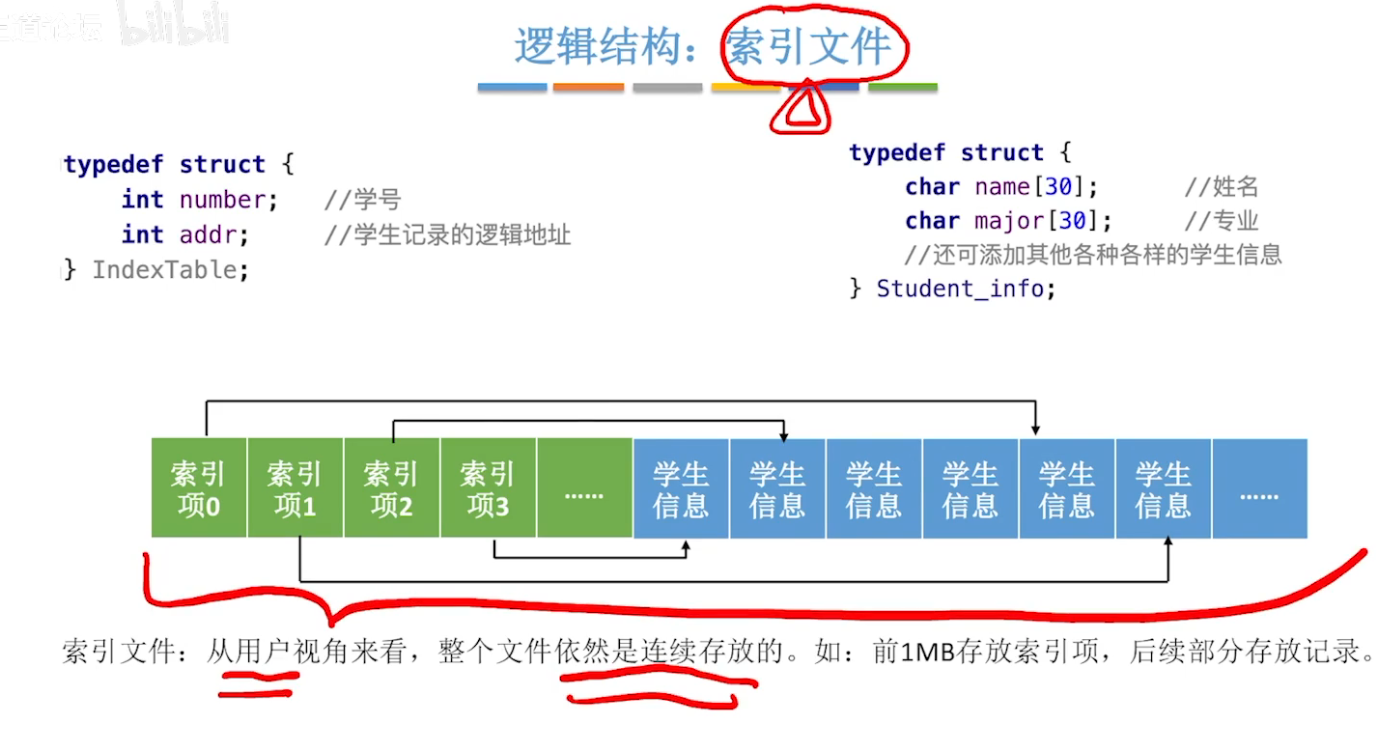 bilibili
逻辑结构：索引文件
typedef struct {
int number; //学号
int addr; //学生记录的逻辑地址
} IndexTable;
typedef struct {
char name[30]; //姓名
char major[30]; //专业
//还可添加其他各种各样的学生信息
} Student_info;
索引项0 索引项1 索引项2 索引项3 …… 学生信息 学生信息 学生信息 学生信息 学生信息 学生信息 ……
索引文件：从用户视角来看，整个文件依然是连续存放的。如：前1MB存放索引项，后续部分存放记录。